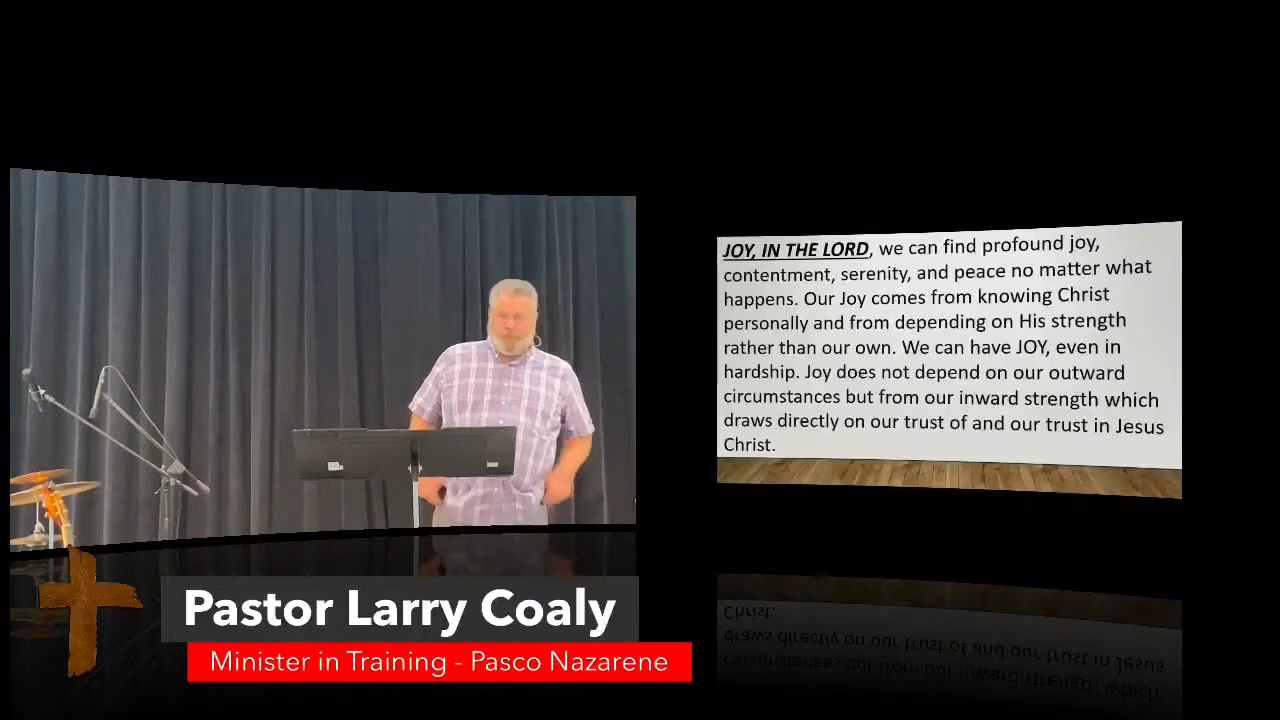 JOY, IN THE LORD, we can find profound joy,
contentment, serenity, and peace no matter what
happens. Our Joy comes from knowing Christ
personally and from depending on His strength
rather than our own. We can have JOY, even in
hardship. Joy does not depend on our outward
circumstances but from our inward strength which
draws directly on our trust of and our trust in Jesus
Christ.
Pastor Larry Coaly
Minister in Training - Pasco Nazarene